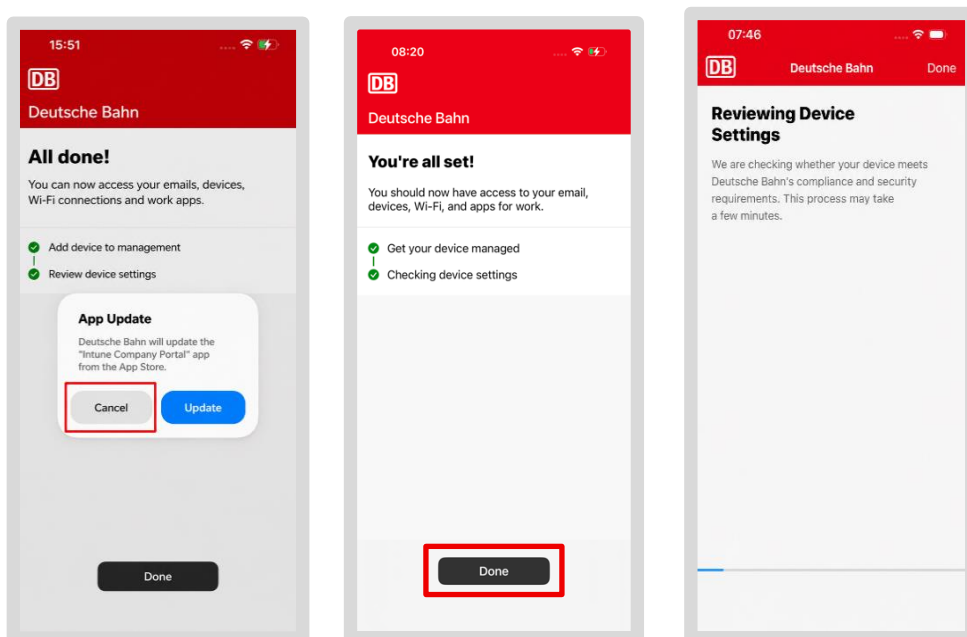 15:51
DB
Deutsche Bahn
All done!
You can now access your emails, devices,
Wi-Fi connections and work apps.
Add device to management
Review device settings
App Update
Deutsche Bahn will update the
"Intune Company Portal" app
from the App Store.
Cancel
Update
Done
08:20
DB
Deutsche Bahn
You're all set!
You should now have access to your email,
devices, Wi-Fi, and apps for work.
Get your device managed
Checking device settings
Done
07:46
DB
Deutsche Bahn
Done
Reviewing Device
Settings
We are checking whether your device meets
Deutsche Bahn's compliance and security
requirements. This process may take
a few minutes.